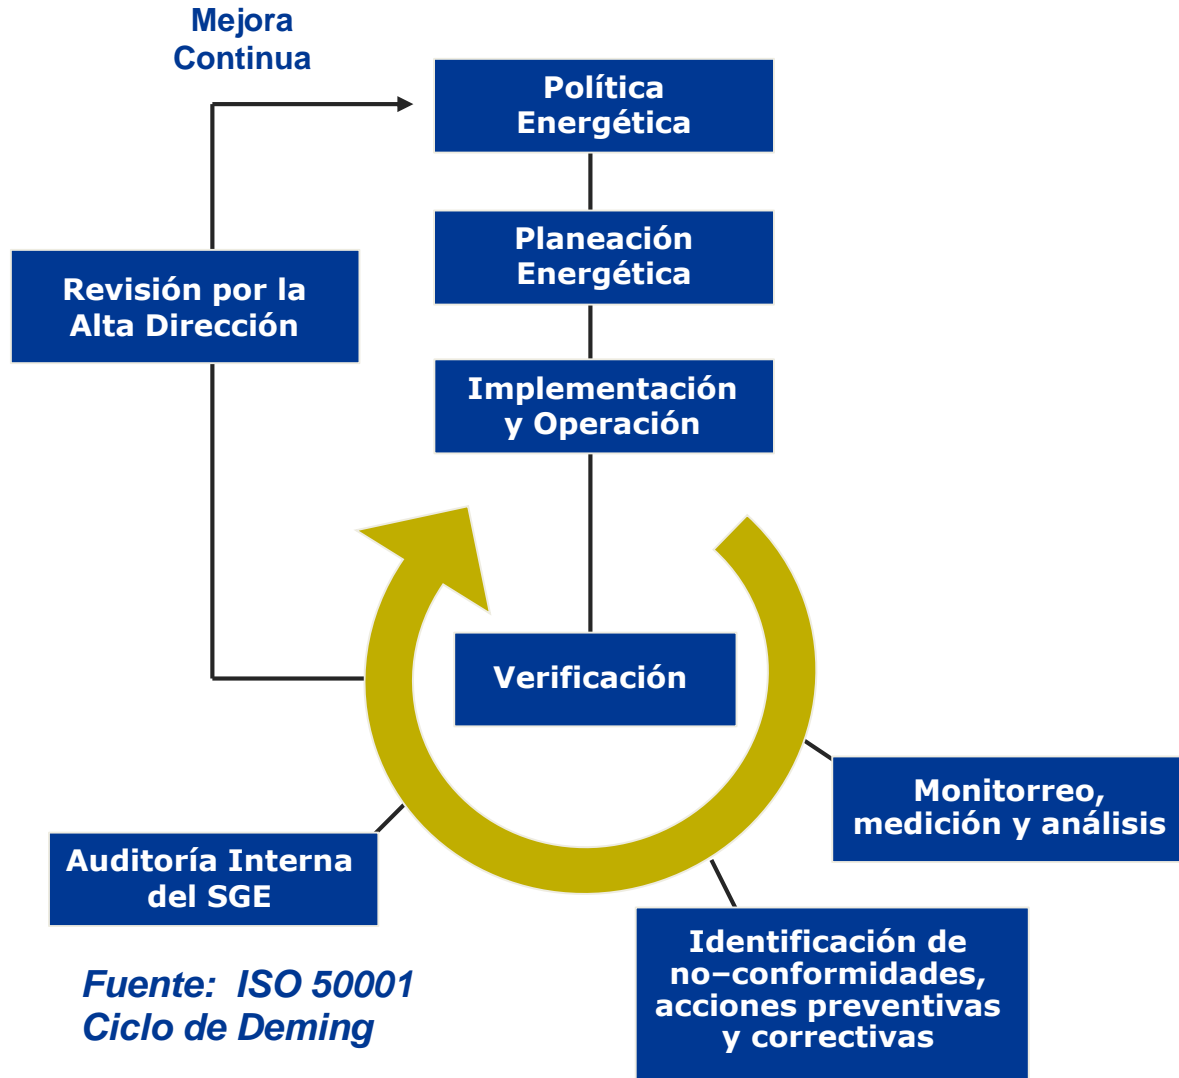 Mejora
Continua
Política
Energética
Planeación
Energética
Revisión por la
Alta Dirección
Implementación
y Operación
Verificación
Monitorreo,
medición y análisis
Auditoría Interna
del SGE
Identificación de
no–conformidades,
acciones preventivas
y correctivas
Fuente: ISO 50001
Ciclo de Deming